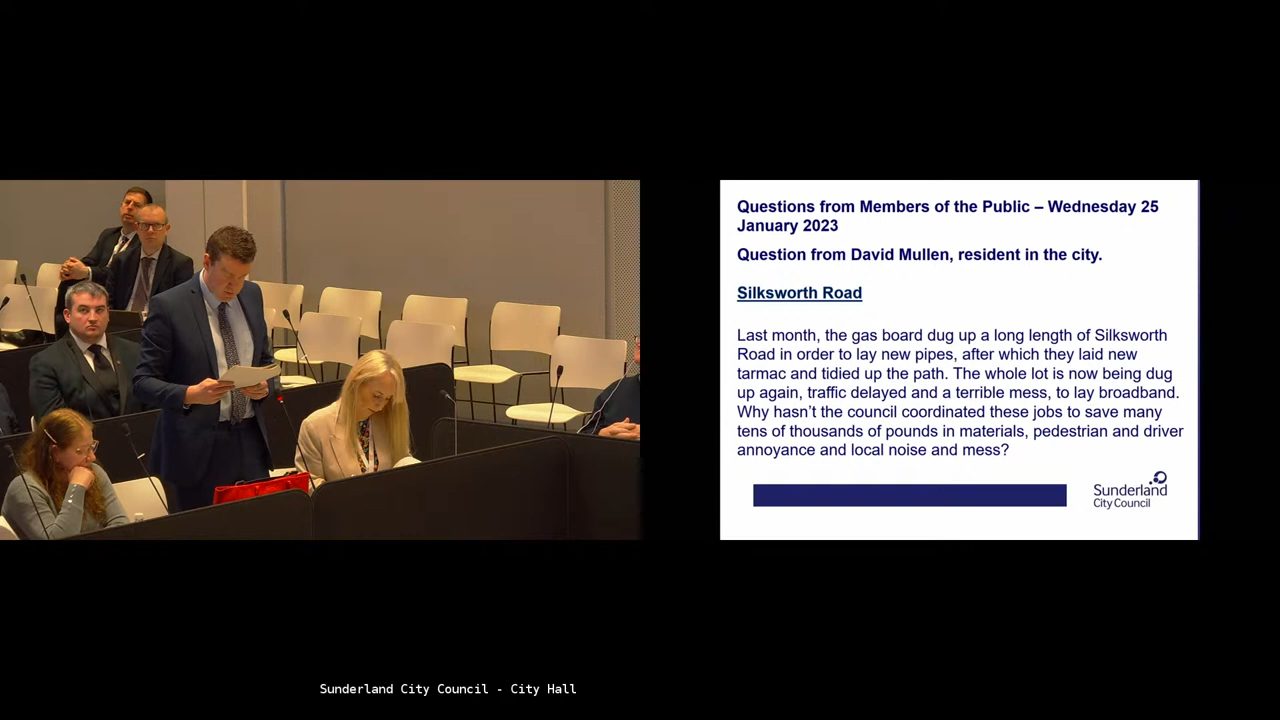 Questions from Members of the Public – Wednesday 25
January 2023
Question from David Mullen, resident in the city.
Silksworth Road
Last month, the gas board dug up a long length of Silksworth
Road in order to lay new pipes, after which they laid new
tarmac and tidied up the path. The whole lot is now being dug
up again, traffic delayed and a terrible mess, to lay broadband.
Why hasn't the council coordinated these jobs to save many
tens of thousands of pounds in materials, pedestrian and driver
annoyance and local noise and mess?
Sunderland
City Council
Sunderland City Council - City Hall